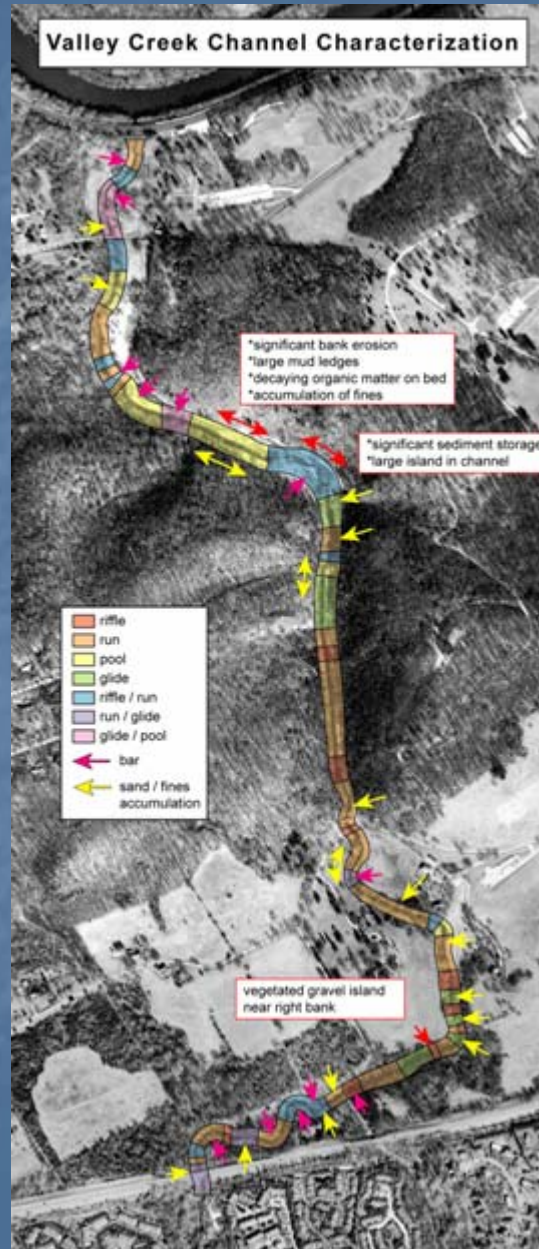 Valley Creek Channel Characterization
*significant bank erosion
*large mud ledges
*decaying organic matter on bed
*accumulation of fines
*significant sediment storage
*large island in channel
riffle
run
pool
glide
riffle / run
run / glide
glide / pool
bar
sand / fines
accumulation
vegetated gravel island
near right bank